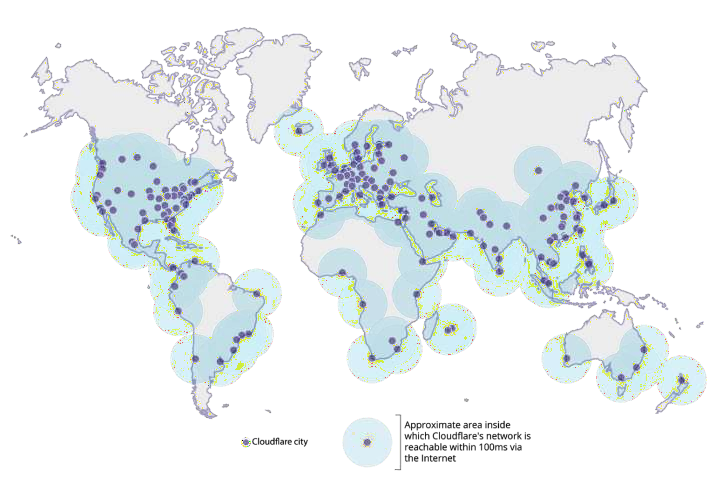 Cloudflare city
Approximate area inside
which Cloudflare's network is
reachable within 100ms via
the Internet